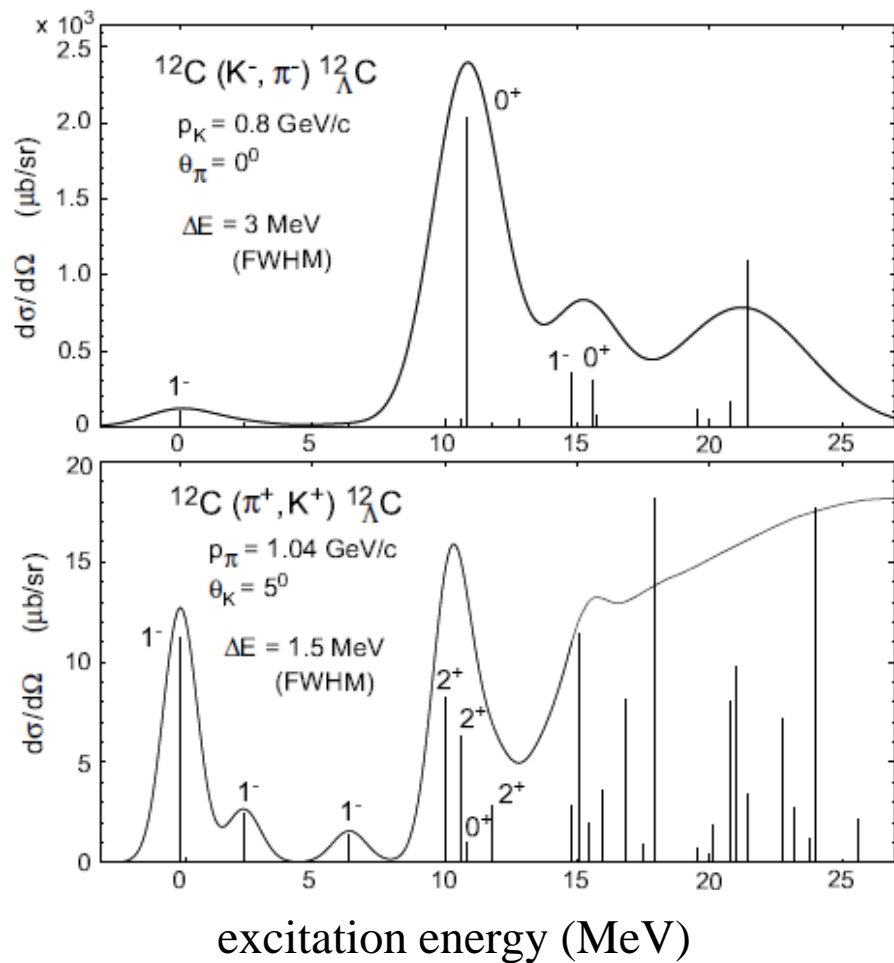 x 10³
2.5
2.0
1.5
1.0
0.5
0
dσ/dΩ (μb/sr)
¹²C (K⁻, π⁻) ¹²ΛC
p_K = 0.8 GeV/c
θ_π = 0⁰
ΔE = 3 MeV
(FWHM)
0⁺
1⁻
1⁻ 0⁺
0 5 10 15 20 25
20
15
10
5
0
dσ/dΩ (μb/sr)
¹²C (π⁺, K⁺) ¹²ΛC
p_π = 1.04 GeV/c
θ_K = 5⁰
ΔE = 1.5 MeV
(FWHM)
1⁻
1⁻
1⁻
2⁺
2⁺
0⁺
2⁺
0 5 10 15 20 25
excitation energy (MeV)